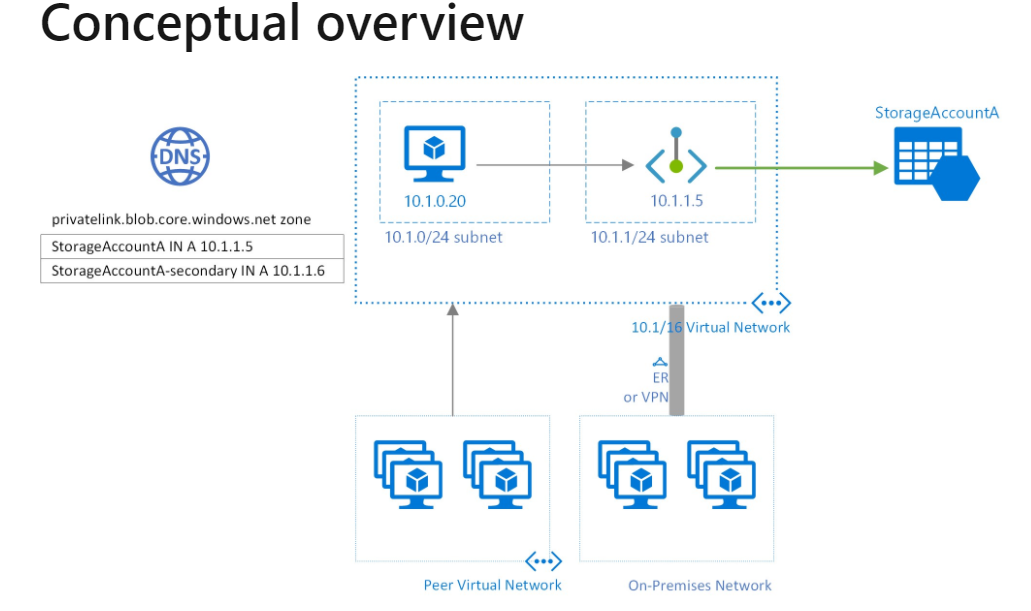 Conceptual overview
StorageAccountA
DNS
10.1.0.20
10.1.1.5
privatelink.blob.core.windows.net zone
10.1.0/24 subnet
10.1.1/24 subnet
StorageAccountA IN A 10.1.1.5
StorageAccountA-secondary IN A 10.1.1.6
10.1/16 Virtual Network
ER
or VPN
Peer Virtual Network
On-Premises Network